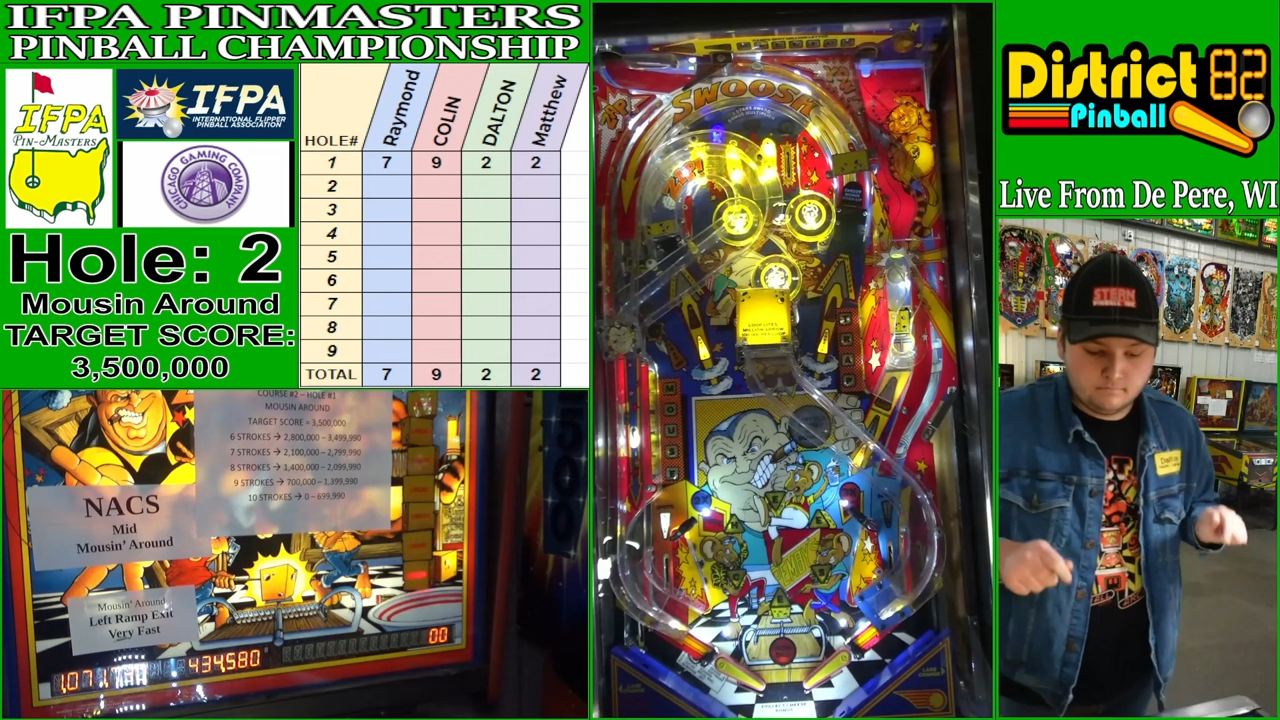 IFPA PINMASTERS
PINBALL CHAMPIONSHIP
IFPA
PIN-MASTERS
IFPA
INTERNATIONAL FLIPPER
PINBALL ASSOCIATION
CHICAGO GAMING COMPANY
Hole: 2
Mousin Around
TARGET SCORE:
3,500,000
HOLE# Raymond COLIN DALTON Matthew
1 7 9 2 2
2
3
4
5
6
7
8
9
TOTAL 7 9 2 2
COURSE #2 – HOLE #1
MOUSIN AROUND
TARGET SCORE = 3,500,000
6 STROKES → 2,800,000 – 3,499,990
7 STROKES → 2,100,000 – 2,799,990
8 STROKES → 1,400,000 – 2,099,990
9 STROKES → 700,000 – 1,399,990
10 STROKES → 0 – 699,990
NACS
Mid
Mousin' Around
Mousin' Around
Left Ramp Exit
Very Fast
434,580
00
SWOOSH
ZIP!
District 82
Pinball
Live From De Pere, WI
STERN